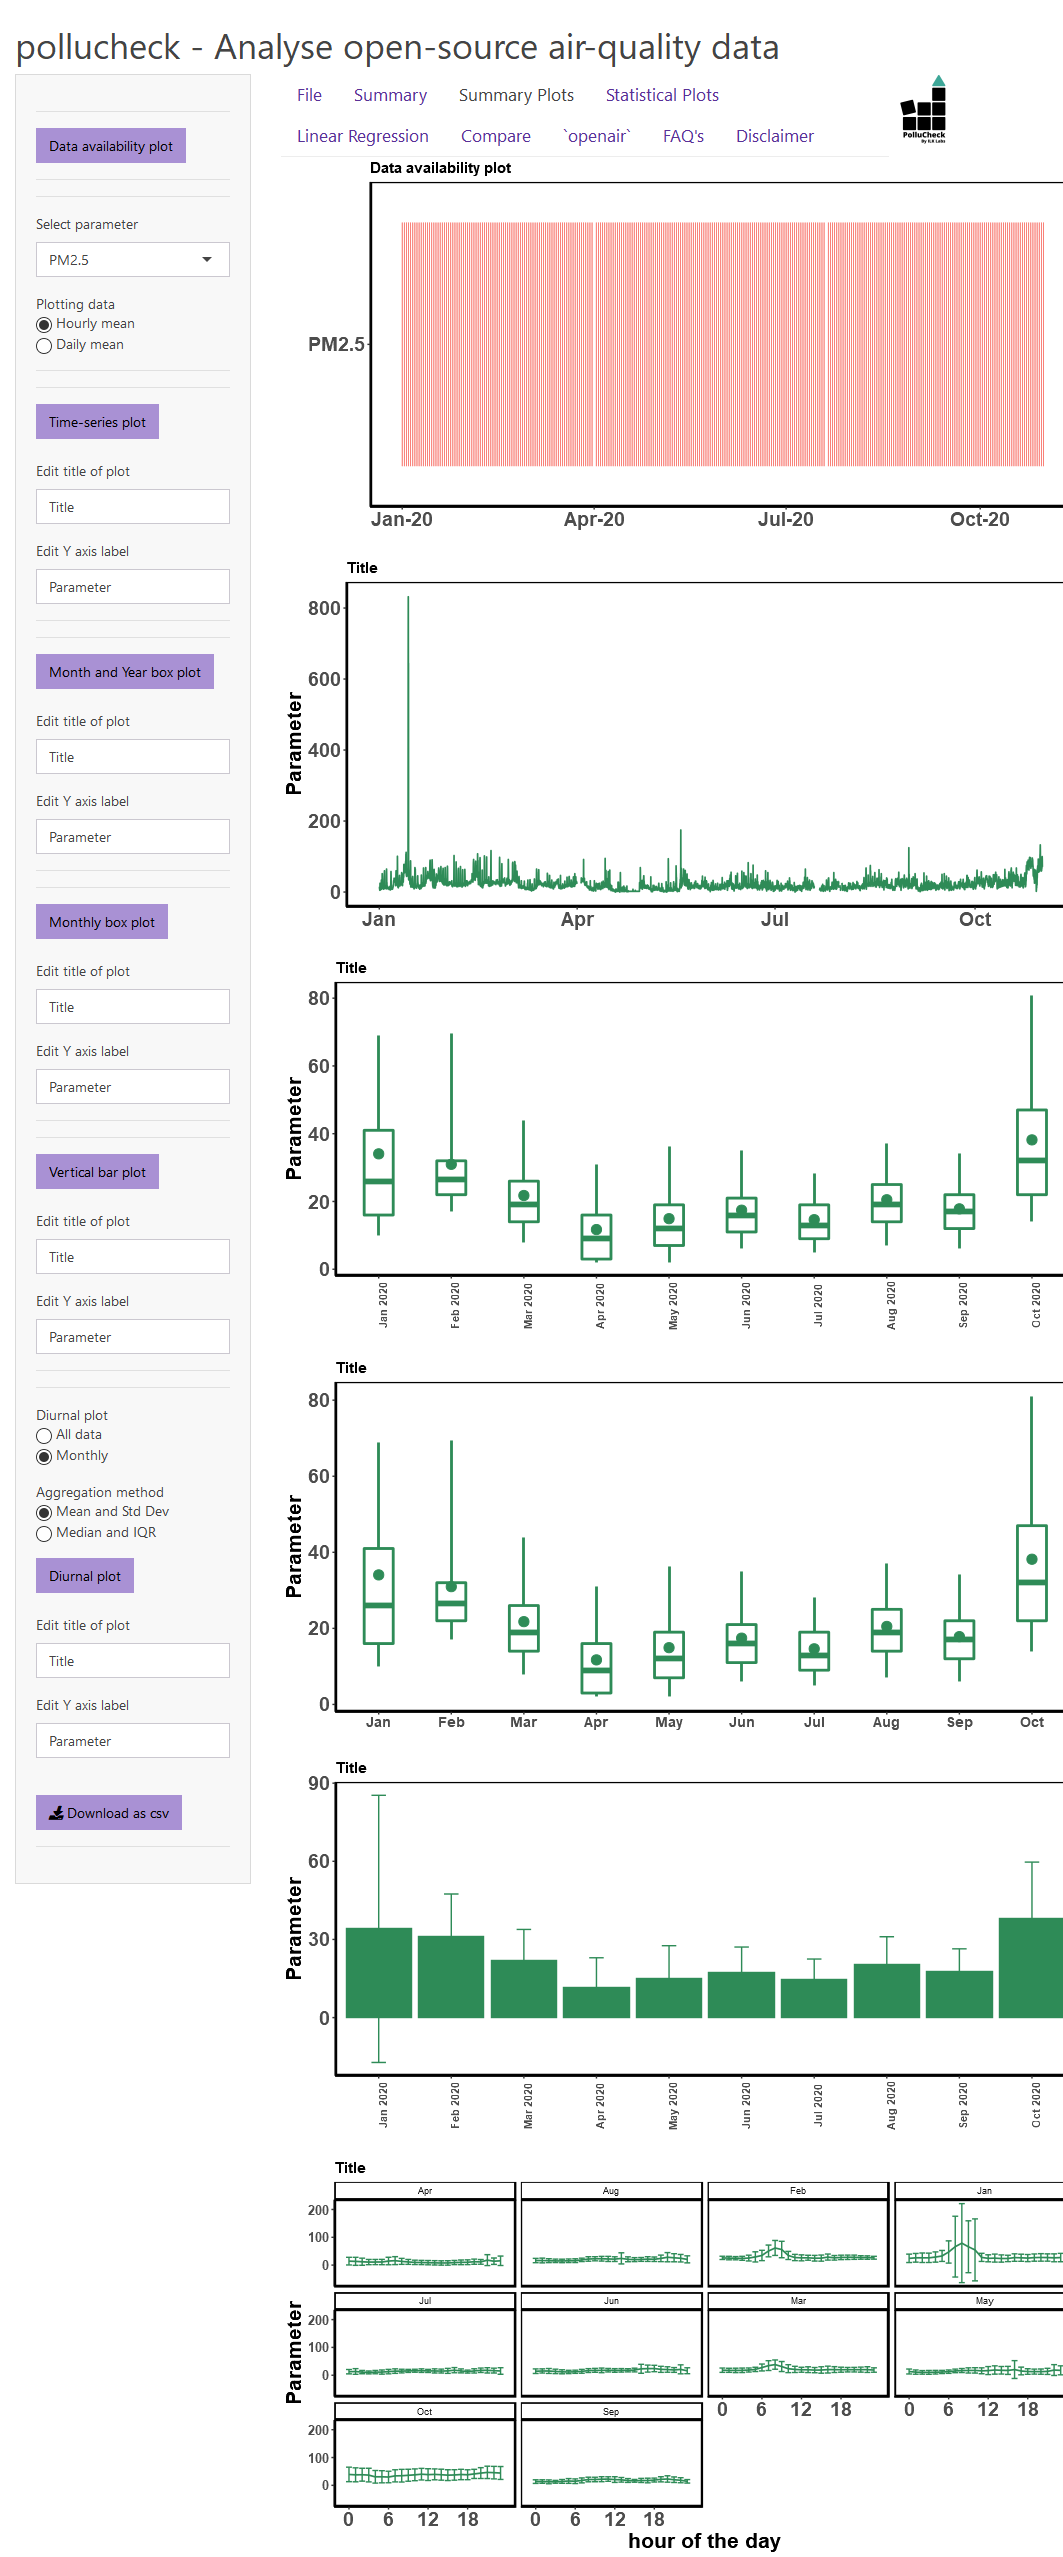 pollucheck - Analyse open-source air-quality data
File Summary Summary Plots Statistical Plots
Linear Regression Compare `openair` FAQ's Disclaimer
PolluCheck
By ILK Labs
Data availability plot
Select parameter
PM2.5
Plotting data
Hourly mean
Daily mean
Time-series plot
Edit title of plot
Title
Edit Y axis label
Parameter
Month and Year box plot
Edit title of plot
Title
Edit Y axis label
Parameter
Monthly box plot
Edit title of plot
Title
Edit Y axis label
Parameter
Vertical bar plot
Edit title of plot
Title
Edit Y axis label
Parameter
Diurnal plot
All data
Monthly
Aggregation method
Mean and Std Dev
Median and IQR
Diurnal plot
Edit title of plot
Title
Edit Y axis label
Parameter
Download as csv
Data availability plot
PM2.5
Jan-20 Apr-20 Jul-20 Oct-20
Title
Parameter
800
600
400
200
0
Jan Apr Jul Oct
Title
Parameter
80
60
40
20
0
Jan 2020 Feb 2020 Mar 2020 Apr 2020 May 2020 Jun 2020 Jul 2020 Aug 2020 Sep 2020 Oct 2020
Title
Parameter
80
60
40
20
0
Jan Feb Mar Apr May Jun Jul Aug Sep Oct
Title
Parameter
90
60
30
0
Jan 2020 Feb 2020 Mar 2020 Apr 2020 May 2020 Jun 2020 Jul 2020 Aug 2020 Sep 2020 Oct 2020
Title
Parameter
Apr Aug Feb Jan
200
100
0
Jul Jun Mar May
200
100
0
0 6 12 18 0 6 12 18
Oct Sep
200
100
0
0 6 12 18 0 6 12 18
hour of the day